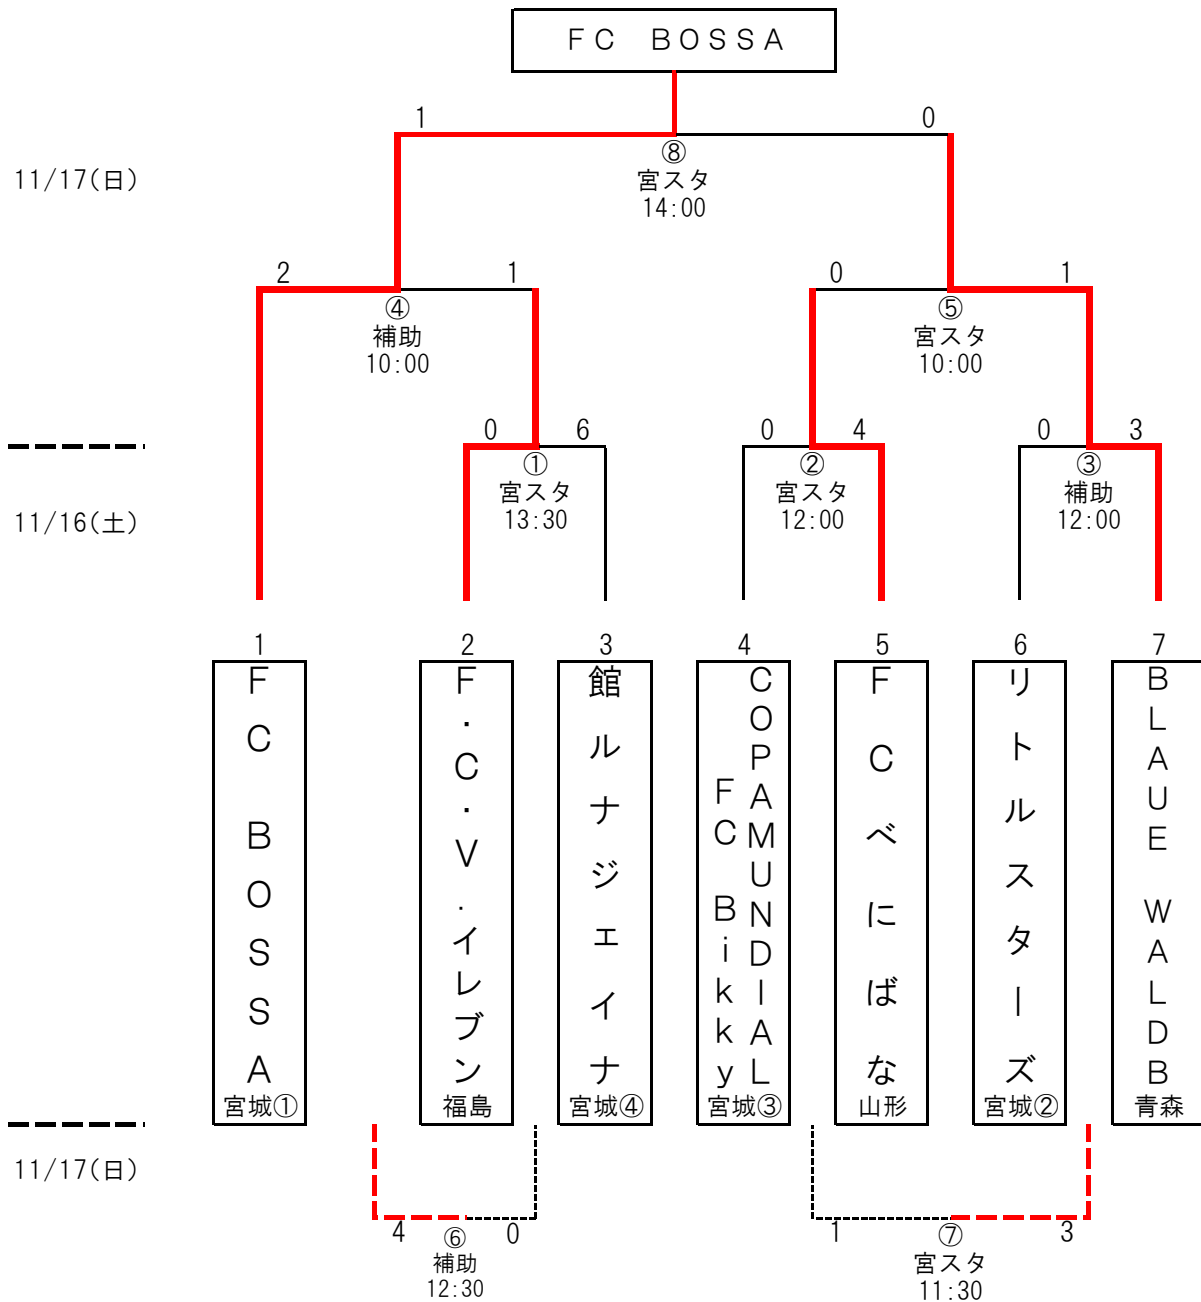 ＦＣ　ＢＯＳＳＡ
1 0
⑧
宮スタ
14:00
11/17(日)
2 1 0 1
④
補助
10:00
⑤
宮スタ
10:00
0 6 0 4 0 3
①
宮スタ
13:30
②
宮スタ
12:00
③
補助
12:00
11/16(土)
1 2 3 4 5 6 7
ＦＣ　ＢＯＳＳＡ
宮城①
Ｆ．Ｃ．Ｖ．イレブン
福島
館ルナジェイナ
宮城④
ＣＯＰＡＭＵＮＤＩＡＬ
ＦＣ　Ｂｉｋｋｙ
宮城③
ＦＣべにばな
山形
リトルスターズ
宮城②
ＢＬＡＵＥ　ＷＡＬＤＢ
青森
11/17(日)
4 0
⑥
補助
12:30
1 3
⑦
宮スタ
11:30